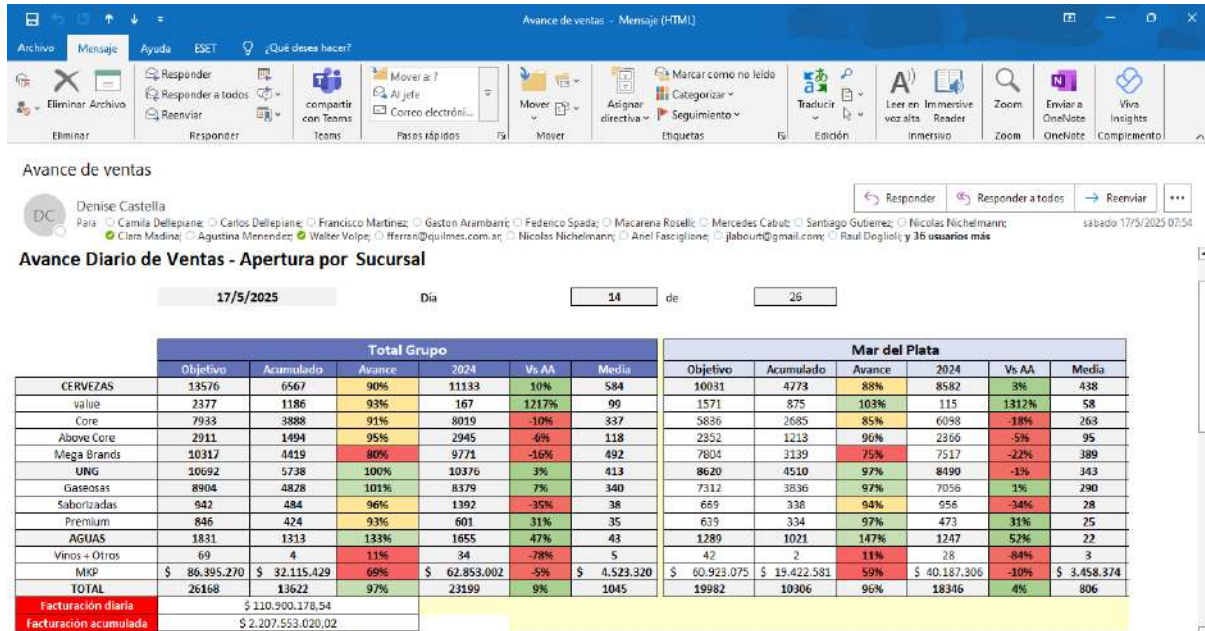 Avance de ventas - Mensaje (HTML)
Archivo Mensaje Ayuda ESET ¿Qué desea hacer?
Eliminar Archivo
Responder
Responder a todos
Reenviar
compartir con Teams
Mover a: ?
Al jefe
Correo electróni...
Mover
Asignar directiva
Marcar como no leído
Categorizar
Seguimiento
Traducir
Leer en voz alta
Immersive Reader
Zoom
Enviar a OneNote
Viva Insights
Eliminar Responder Teams Pasos rápidos Mover Etiquetas Edición Inmersivo Zoom OneNote Complemento
Avance de ventas
DC
Denise Castella
Responder Responder a todos Reenviar ...
Para Camila Dellepiane; Carlos Dellepiane; Francisco Martinez; Gaston Arambarri; Federico Spada; Macarena Roselli; Mercedes Cabut; Santiago Gutierrez; Nicolas Nichelmann; sábado 17/5/2025 07:54
Clara Madina; Agustina Menendez; Walter Volpe; fferran@quilmes.com.ar; Nicolas Nichelmann; Ariel Fasciglione; jlabourt@gmail.com; Raul Doglioli; y 36 usuarios más
Avance Diario de Ventas - Apertura por Sucursal
17/5/2025 Día 14 de 26
Total Grupo Mar del Plata
Objetivo Acumulado Avance 2024 Vs AA Media Objetivo Acumulado Avance 2024 Vs AA Media
CERVEZAS 13576 6567 90% 11133 10% 584 10031 4773 88% 8582 3% 438
value 2377 1186 93% 167 1217% 99 1571 875 103% 115 1312% 58
Core 7933 3888 91% 8019 -10% 337 5836 2685 85% 6098 -18% 263
Above Core 2911 1494 95% 2945 -6% 118 2352 1213 96% 2366 -5% 95
Mega Brands 10317 4419 80% 9771 -16% 492 7804 3139 75% 7517 -22% 389
UNG 10692 5738 100% 10376 3% 413 8620 4510 97% 8490 -1% 343
Gaseosas 8904 4828 101% 8379 7% 340 7312 3836 97% 7056 1% 290
Saborizadas 942 484 96% 1392 -35% 38 669 338 94% 956 -34% 28
Premium 846 424 93% 601 31% 35 639 334 97% 473 31% 25
AGUAS 1831 1313 133% 1655 47% 43 1289 1021 147% 1247 52% 22
Vinos + Otros 69 4 11% 34 -78% 5 42 2 11% 28 -84% 3
MKP $ 86.395.270 $ 32.115.429 69% $ 62.853.002 -5% $ 4.523.320 $ 60.923.075 $ 19.422.581 59% $ 40.187.306 -10% $ 3.458.374
TOTAL 26168 13622 97% 23199 9% 1045 19982 10306 96% 18346 4% 806
Facturación diaria $ 110.900.178,54
Facturación acumulada $ 2.207.553.020,02